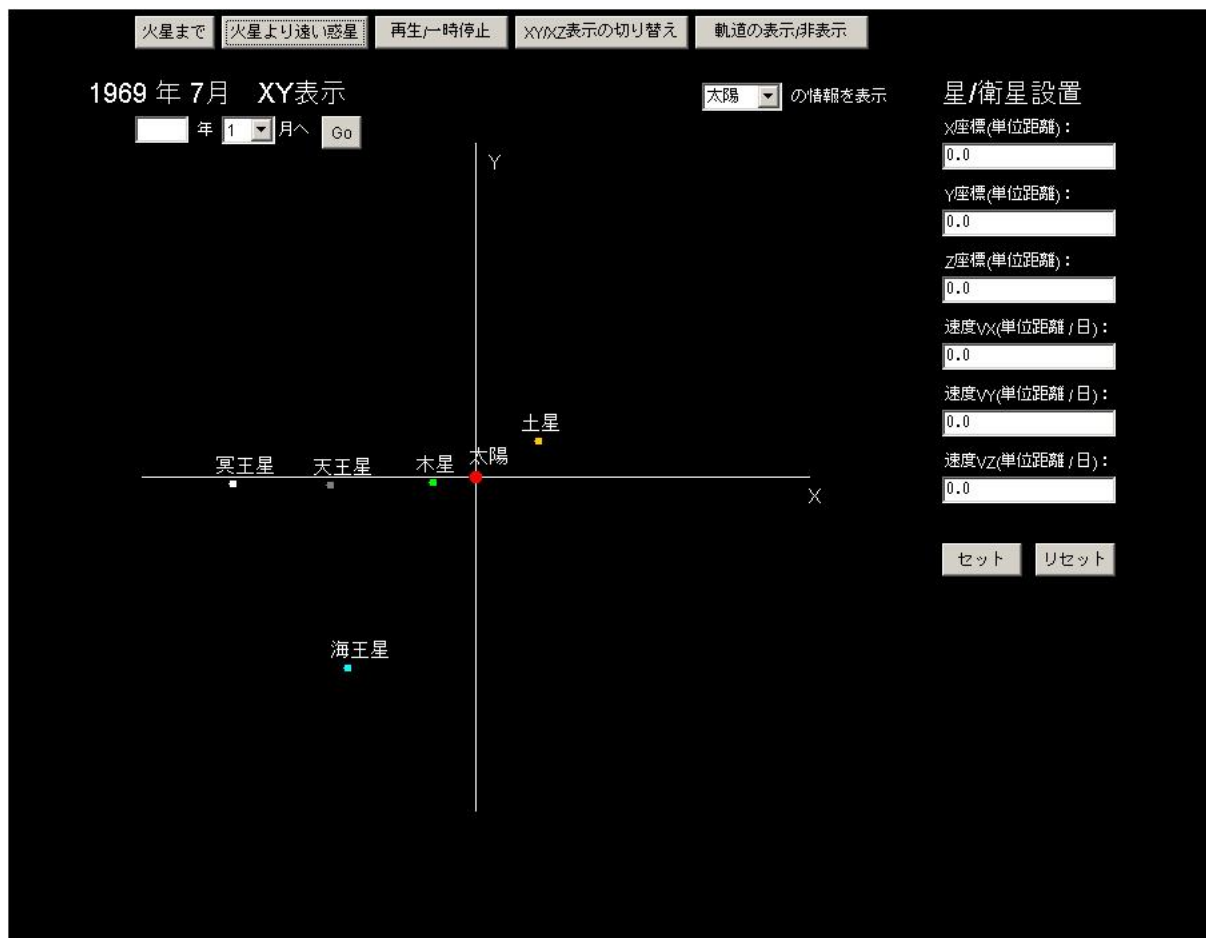 火星まで 火星より遠い惑星 再生/一時停止 XY/XZ表示の切り替え 軌道の表示/非表示
1969 年 7月 XY表示
太陽 の情報を表示
年 1 月へ Go
Y
土星
太陽
冥王星 天王星 木星
X
海王星
星/衛星設置
X座標(単位距離)：
0.0
Y座標(単位距離)：
0.0
Z座標(単位距離)：
0.0
速度VX(単位距離/日)：
0.0
速度VY(単位距離/日)：
0.0
速度VZ(単位距離/日)：
0.0
セット リセット